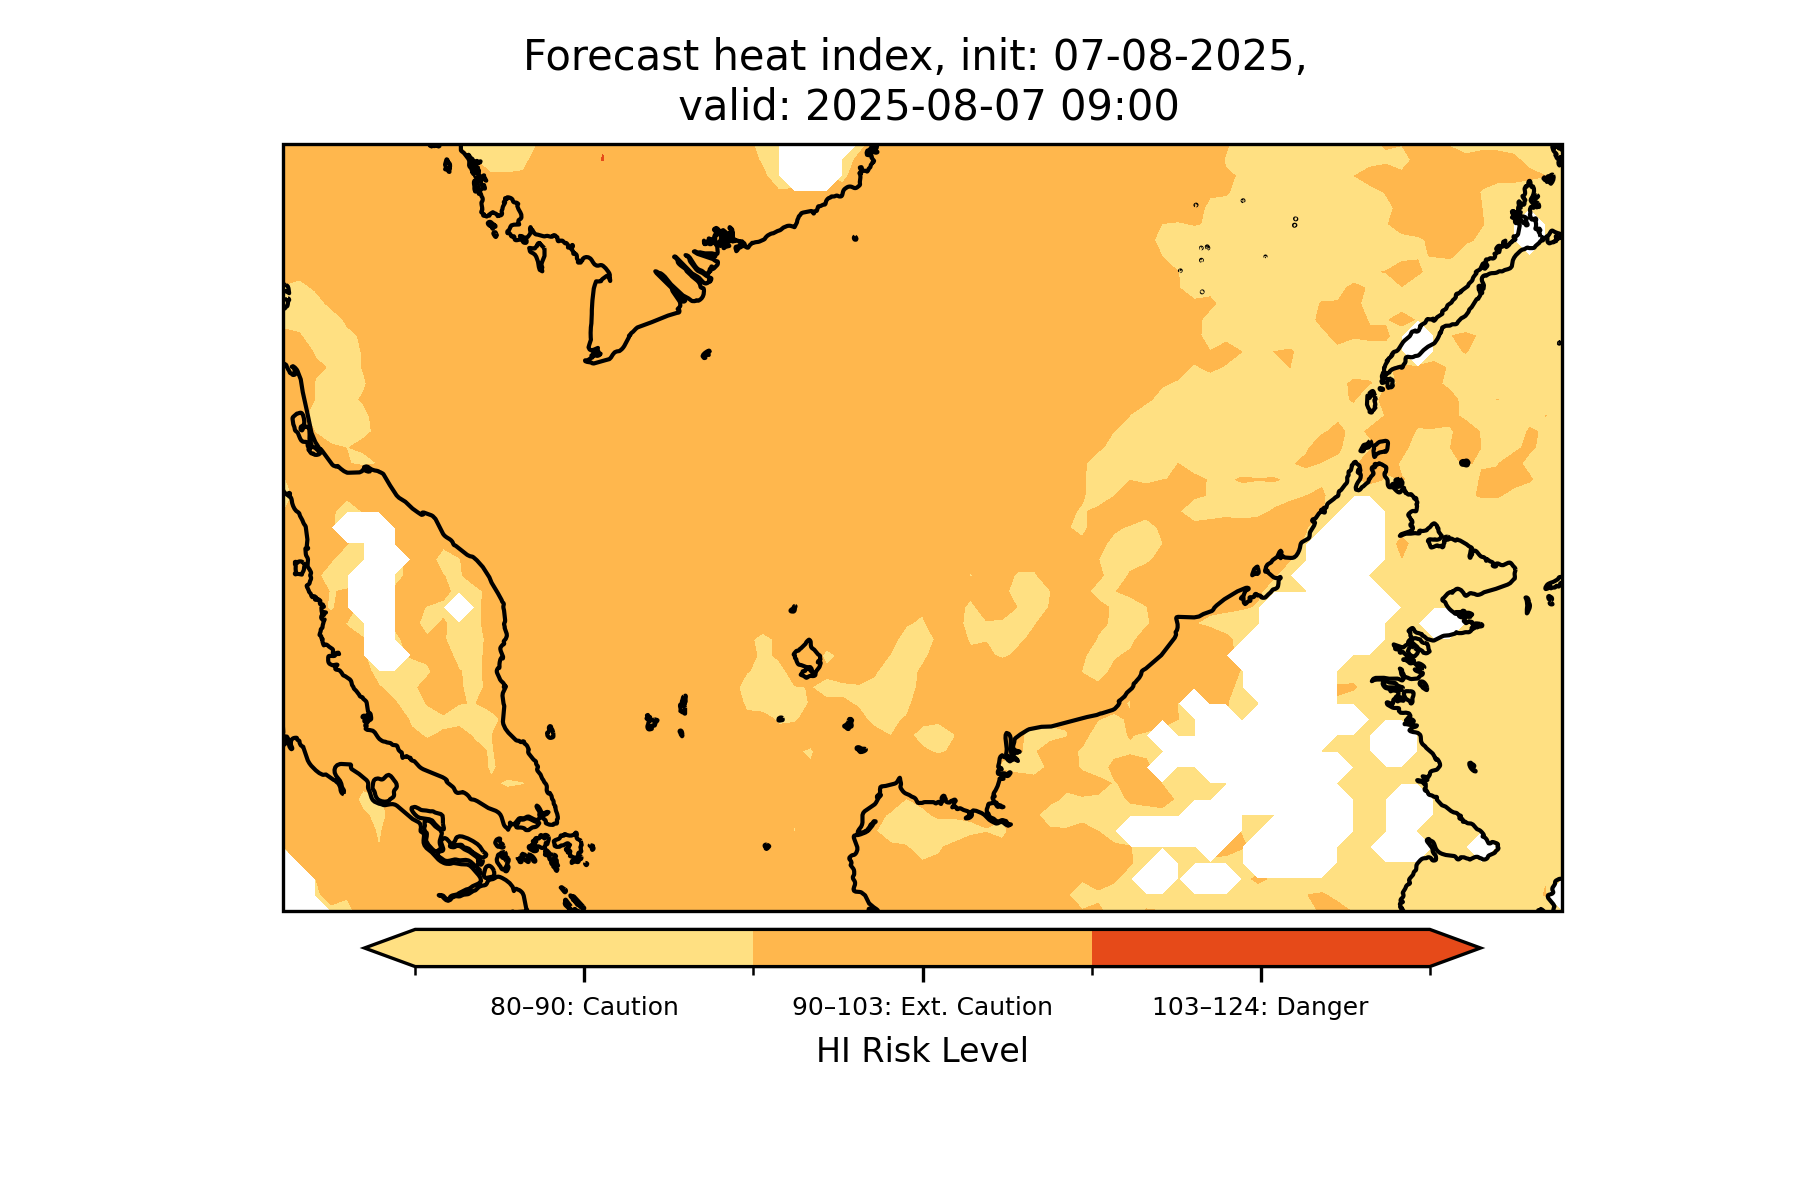 Forecast heat index, init: 07-08-2025,
valid: 2025-08-07 09:00
80–90: Caution
90–103: Ext. Caution
103–124: Danger
HI Risk Level